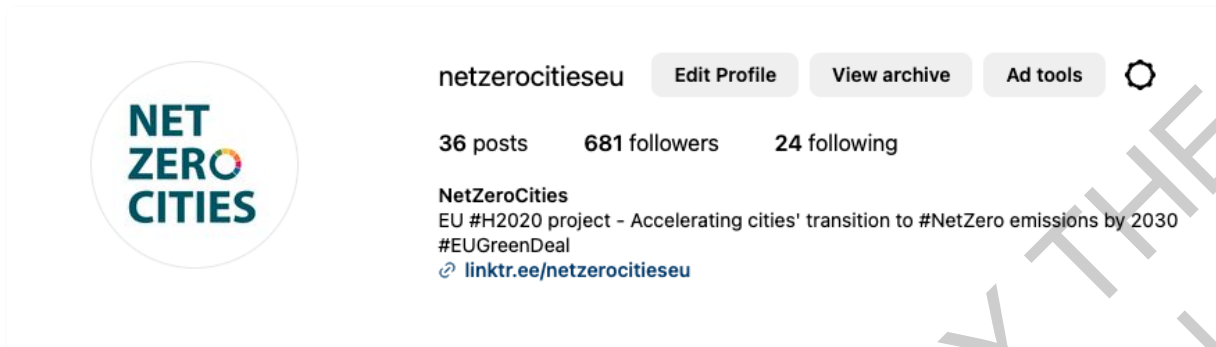 NET
ZERO
CITIES
netzerocitieseu Edit Profile View archive Ad tools
36 posts 681 followers 24 following
NetZeroCities
EU #H2020 project - Accelerating cities' transition to #NetZero emissions by 2030
#EUGreenDeal
linktr.ee/netzerocitieseu
Y THE